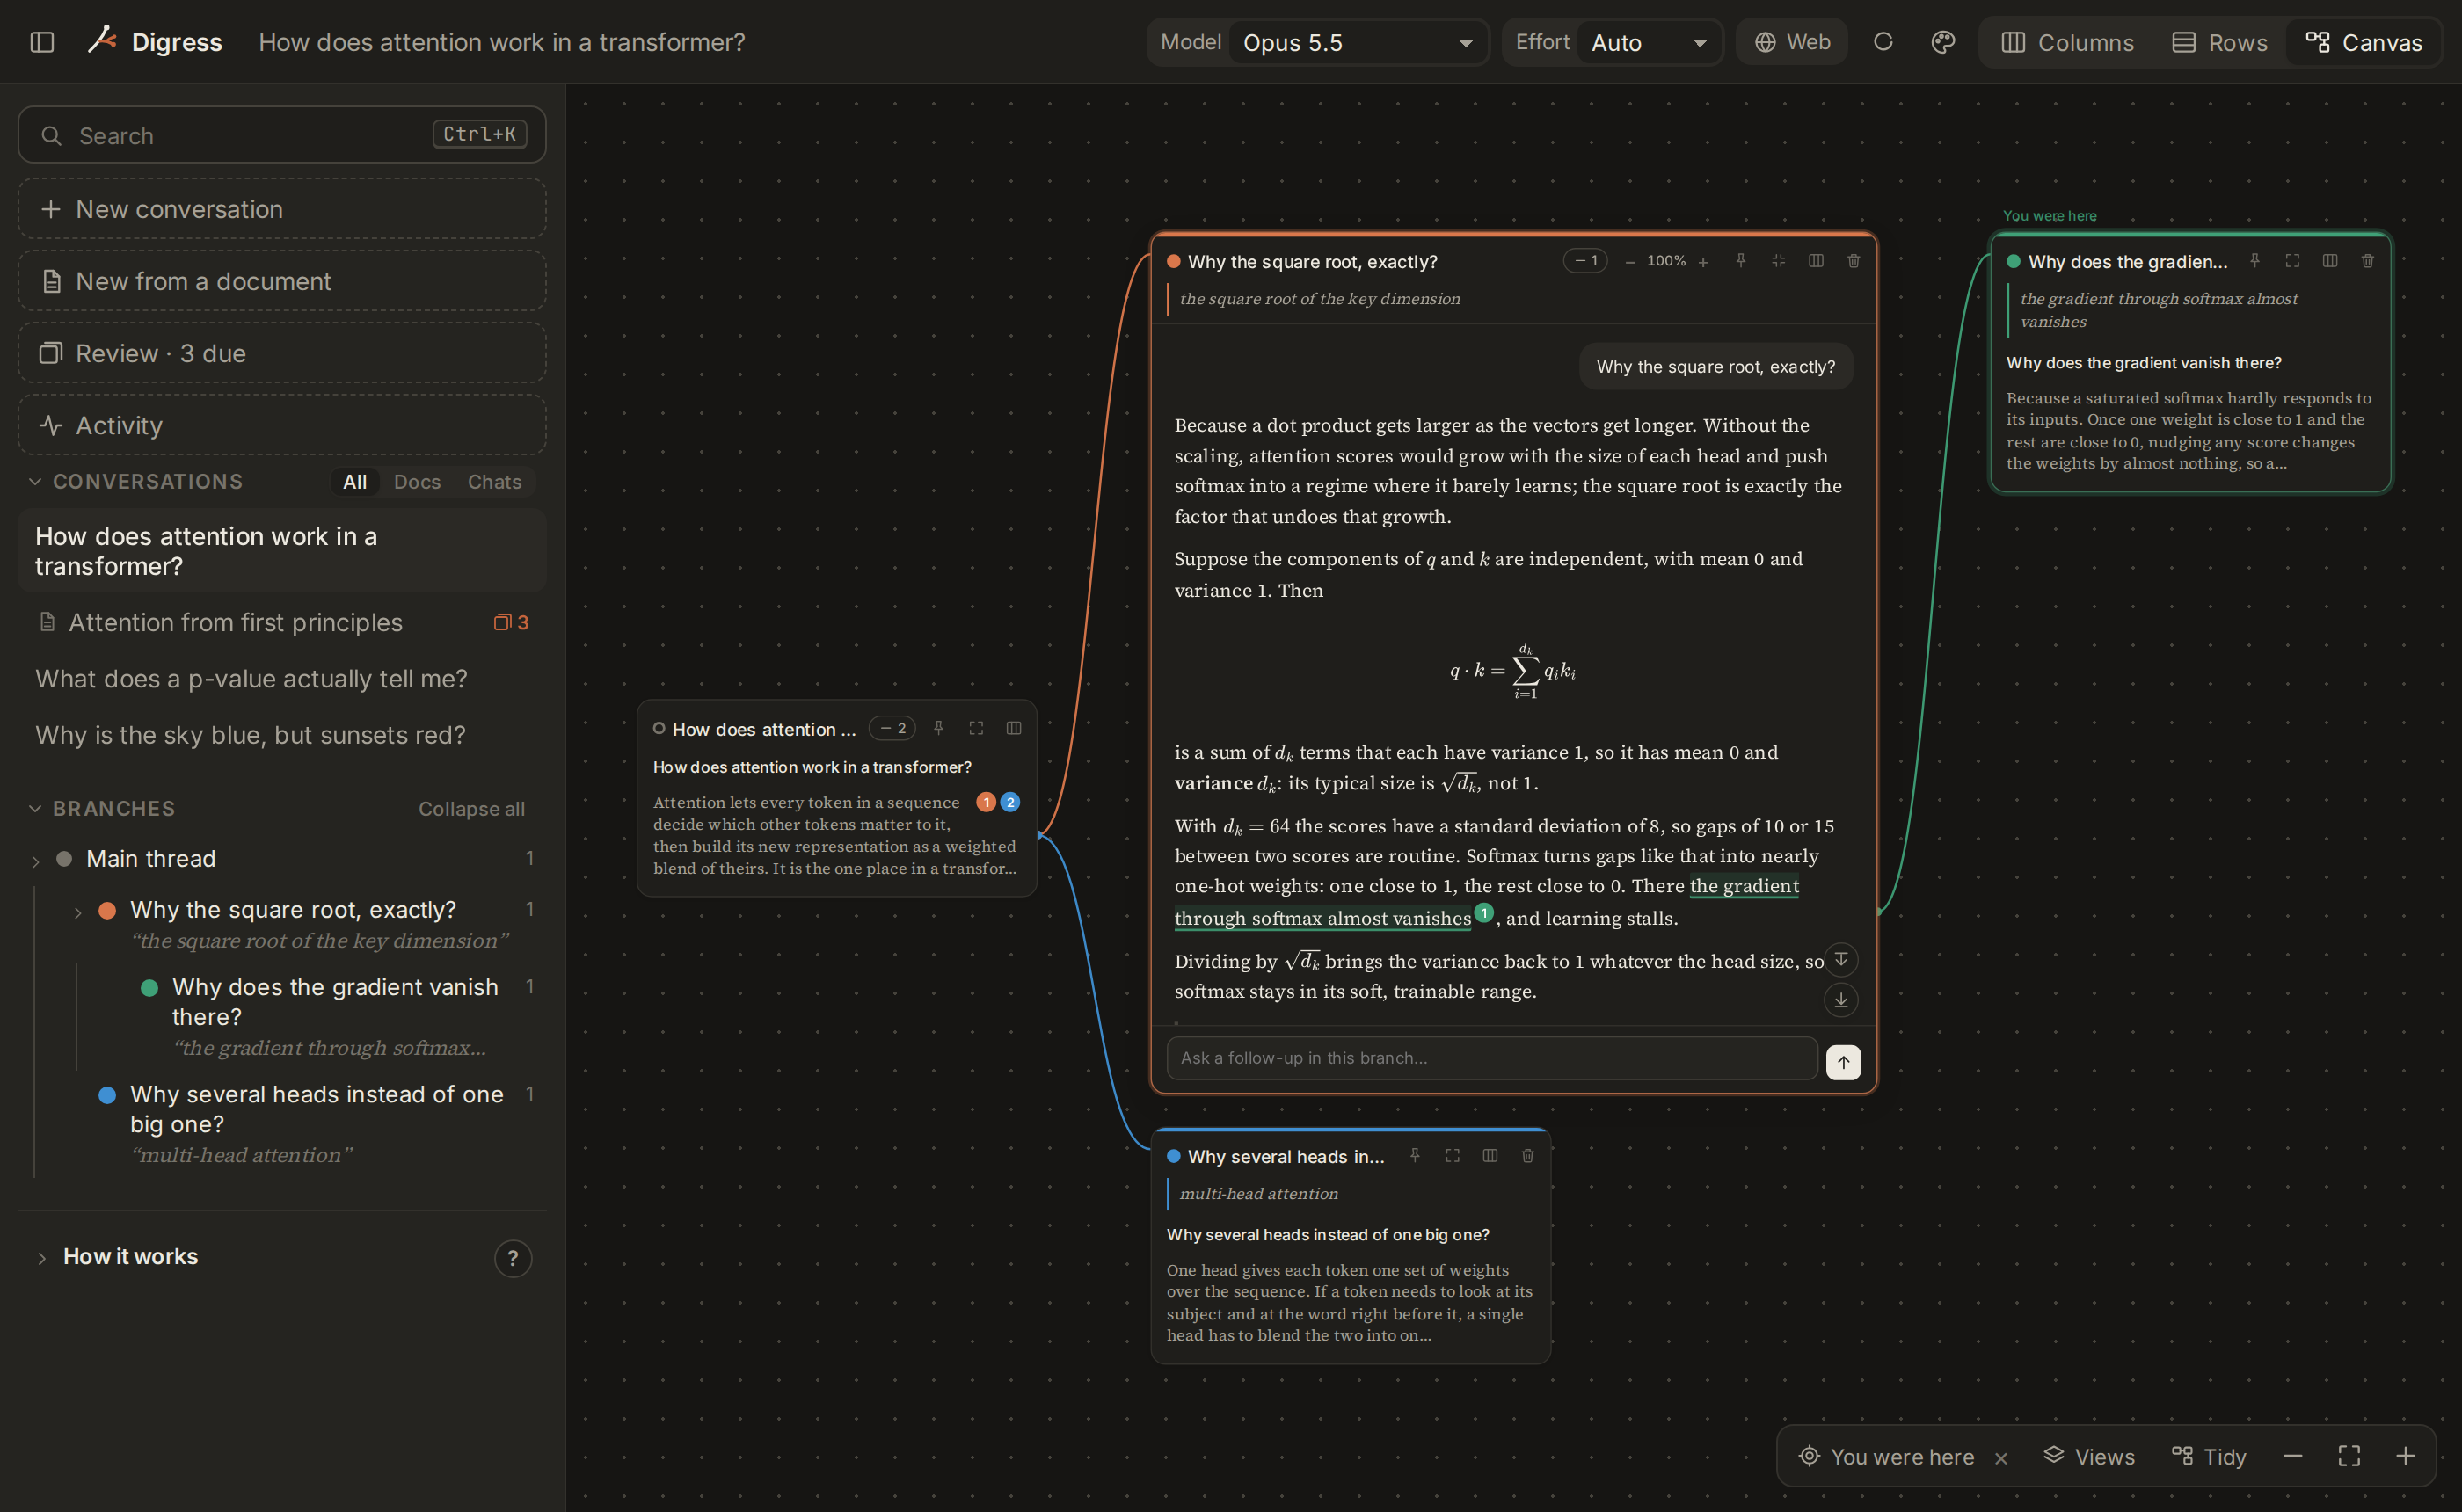 Digress
How does attention work in a transformer?
Model Opus 5.5
Effort Auto
Web
Columns
Rows
Canvas
Search Ctrl+K
New conversation
New from a document
Review · 3 due
Activity
CONVERSATIONS All Docs Chats
How does attention work in a
transformer?
Attention from first principles 3
What does a p-value actually tell me?
Why is the sky blue, but sunsets red?
BRANCHES Collapse all
Main thread 1
Why the square root, exactly? 1
“the square root of the key dimension”
Why does the gradient vanish 1
there?
“the gradient through softmax...
Why several heads instead of one 1
big one?
“multi-head attention”
How it works ?
How does attention ... − 2
How does attention work in a transformer?
Attention lets every token in a sequence 1 2
decide which other tokens matter to it,
then build its new representation as a weighted
blend of theirs. It is the one place in a transfor...
Why the square root, exactly? − 1 − 100% +
the square root of the key dimension
Why the square root, exactly?
Because a dot product gets larger as the vectors get longer. Without the
scaling, attention scores would grow with the size of each head and push
softmax into a regime where it barely learns; the square root is exactly the
factor that undoes that growth.
Suppose the components of q and k are independent, with mean 0 and
variance 1. Then
q · k = ∑_{i=1}^{d_k} q_i k_i
is a sum of d_k terms that each have variance 1, so it has mean 0 and
variance d_k: its typical size is √d_k, not 1.
With d_k = 64 the scores have a standard deviation of 8, so gaps of 10 or 15
between two scores are routine. Softmax turns gaps like that into nearly
one-hot weights: one close to 1, the rest close to 0. There the gradient
through softmax almost vanishes 1, and learning stalls.
Dividing by √d_k brings the variance back to 1 whatever the head size, so
softmax stays in its soft, trainable range.
Ask a follow-up in this branch...
Why several heads in...
multi-head attention
Why several heads instead of one big one?
One head gives each token one set of weights
over the sequence. If a token needs to look at its
subject and at the word right before it, a single
head has to blend the two into on...
You were here
Why does the gradien...
the gradient through softmax almost
vanishes
Why does the gradient vanish there?
Because a saturated softmax hardly responds to
its inputs. Once one weight is close to 1 and the
rest are close to 0, nudging any score changes
the weights by almost nothing, so a...
You were here ×
Views
Tidy